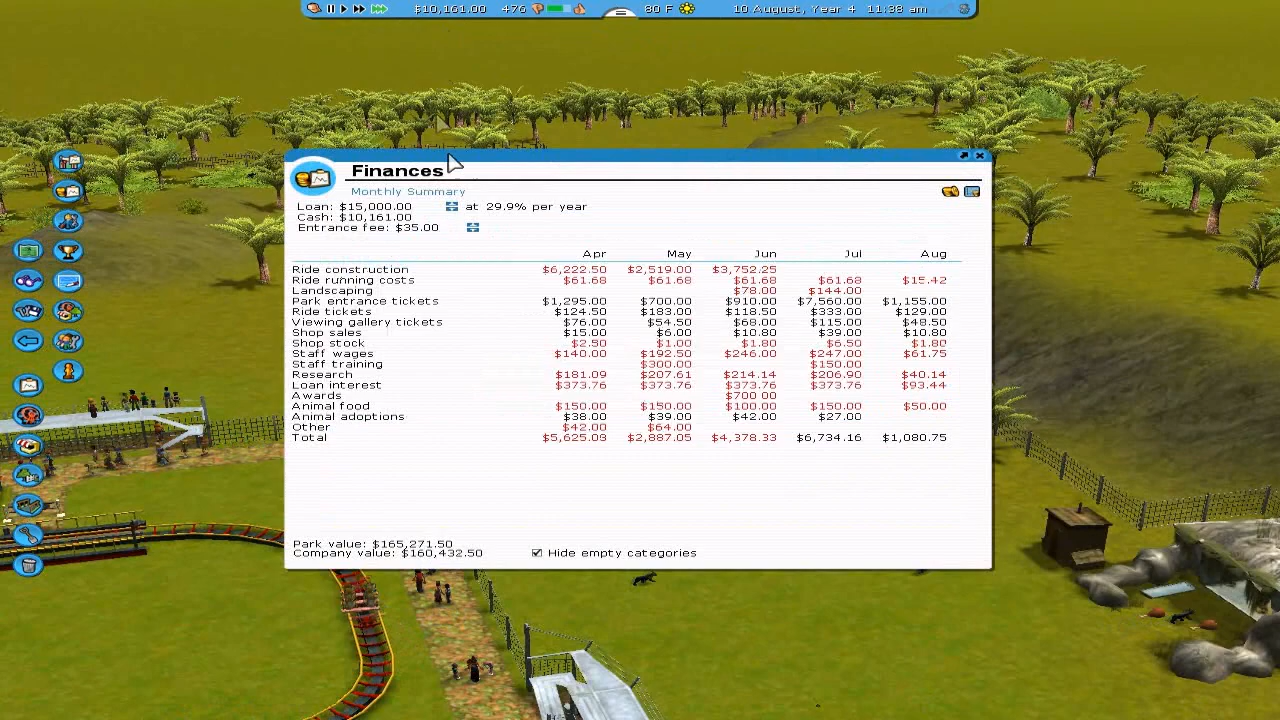 $10,161.00 476 80 F 10 August, Year 4 11:38 am
Finances
Monthly Summary
Loan: $15,000.00 at 29.9% per year
Cash: $10,161.00
Entrance fee: $35.00
Apr May Jun Jul Aug
Ride construction $6,222.50 $2,519.00 $3,752.25
Ride running costs $61.68 $61.68 $61.68 $61.68 $15.42
Landscaping $78.00 $144.00
Park entrance tickets $1,295.00 $700.00 $910.00 $7,560.00 $1,155.00
Ride tickets $124.50 $183.00 $118.50 $333.00 $129.00
Viewing gallery tickets $76.00 $54.50 $68.00 $115.00 $48.50
Shop sales $15.00 $6.00 $10.80 $39.00 $10.80
Shop stock $2.50 $1.00 $1.80 $6.50 $1.80
Staff wages $140.00 $192.50 $246.00 $247.00 $61.75
Staff training $300.00 $150.00
Research $181.09 $207.61 $214.14 $206.90 $40.14
Loan interest $373.76 $373.76 $373.76 $373.76 $93.44
Awards $700.00
Animal food $150.00 $150.00 $100.00 $150.00 $50.00
Animal adoptions $38.00 $39.00 $42.00 $27.00
Other $42.00 $64.00
Total $5,625.03 $2,887.05 $4,378.33 $6,734.16 $1,080.75
Park value: $165,271.50
Company value: $160,432.50 Hide empty categories